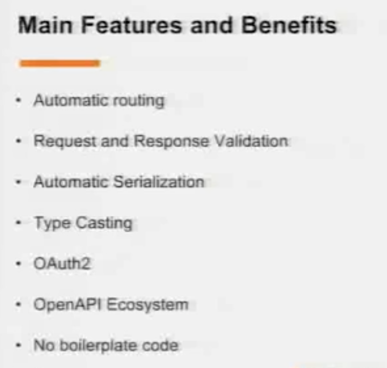 Main Features and Benefits
• Automatic routing
• Request and Response Validation
• Automatic Serialization
• Type Casting
• OAuth2
• OpenAPI Ecosystem
• No boilerplate code